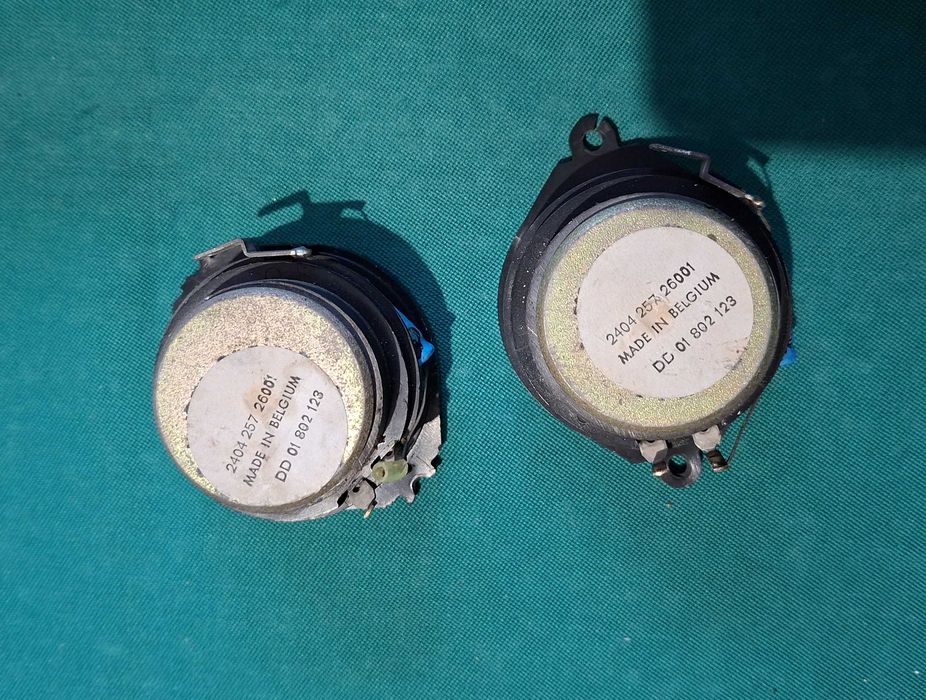 2404 257 26001
MADE IN BELGIUM
DD 01 802 123
2404 257 26001
MADE IN BELGIUM
DD 01 802 123